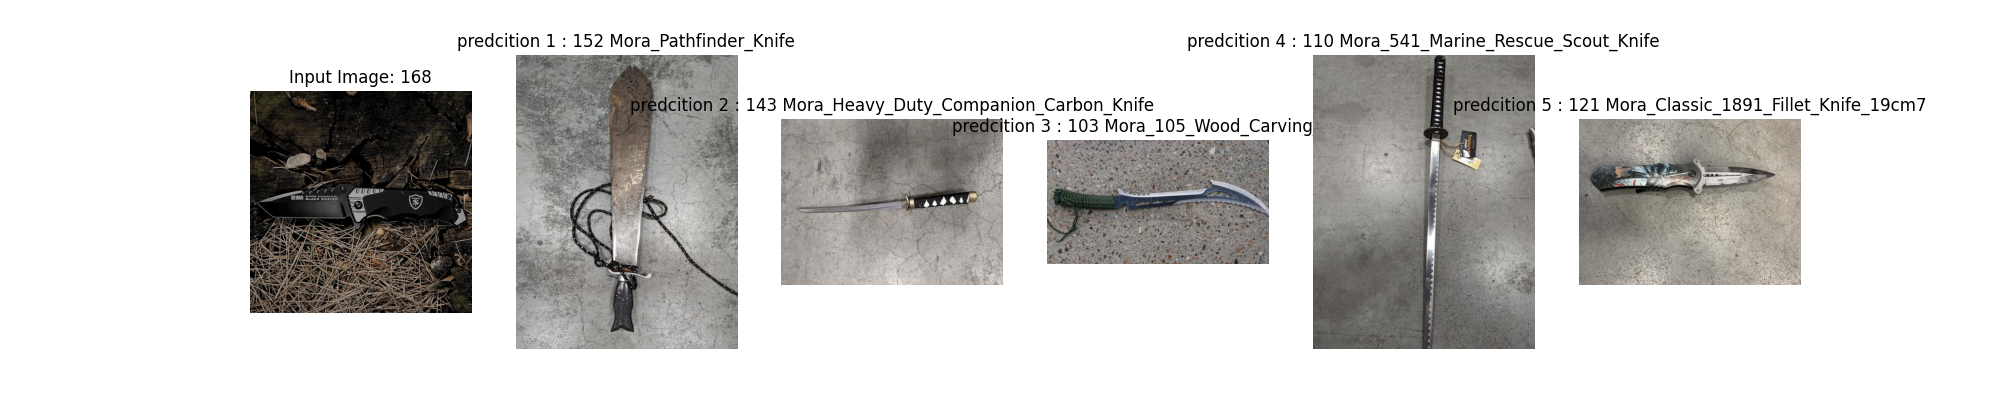 predcition 1 : 152 Mora_Pathfinder_Knife
predcition 4 : 110 Mora_541_Marine_Rescue_Scout_Knife
Input Image: 168
predcition 2 : 143 Mora_Heavy_Duty_Companion_Carbon_Knife
predcition 5 : 121 Mora_Classic_1891_Fillet_Knife_19cm7
predcition 3 : 103 Mora_105_Wood_Carving